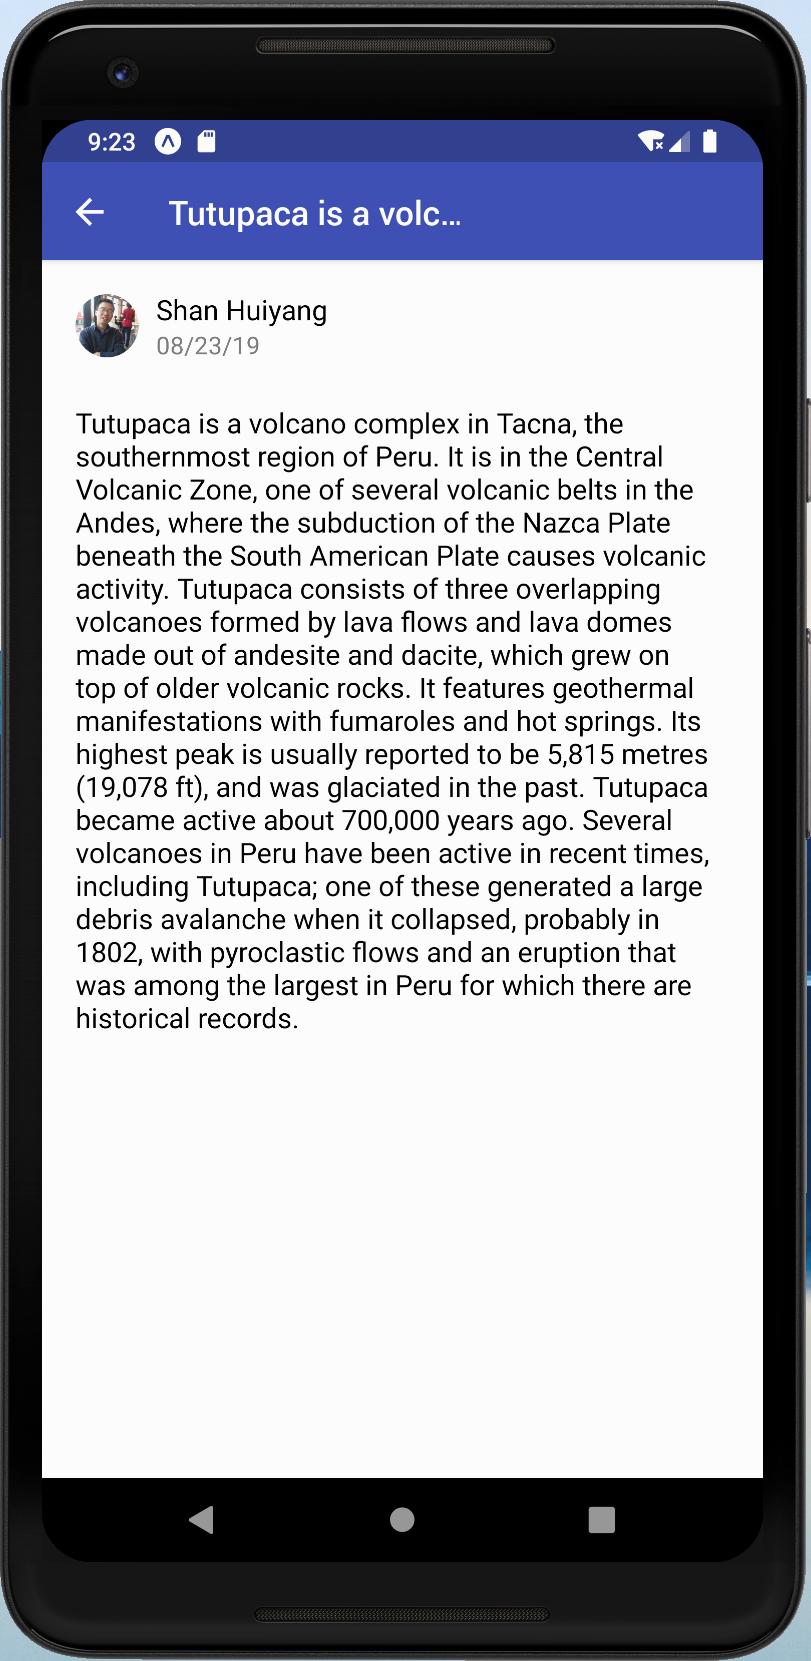 9:23
Tutupaca is a volc...
Shan Huiyang
08/23/19
Tutupaca is a volcano complex in Tacna, the
southernmost region of Peru. It is in the Central
Volcanic Zone, one of several volcanic belts in the
Andes, where the subduction of the Nazca Plate
beneath the South American Plate causes volcanic
activity. Tutupaca consists of three overlapping
volcanoes formed by lava flows and lava domes
made out of andesite and dacite, which grew on
top of older volcanic rocks. It features geothermal
manifestations with fumaroles and hot springs. Its
highest peak is usually reported to be 5,815 metres
(19,078 ft), and was glaciated in the past. Tutupaca
became active about 700,000 years ago. Several
volcanoes in Peru have been active in recent times,
including Tutupaca; one of these generated a large
debris avalanche when it collapsed, probably in
1802, with pyroclastic flows and an eruption that
was among the largest in Peru for which there are
historical records.